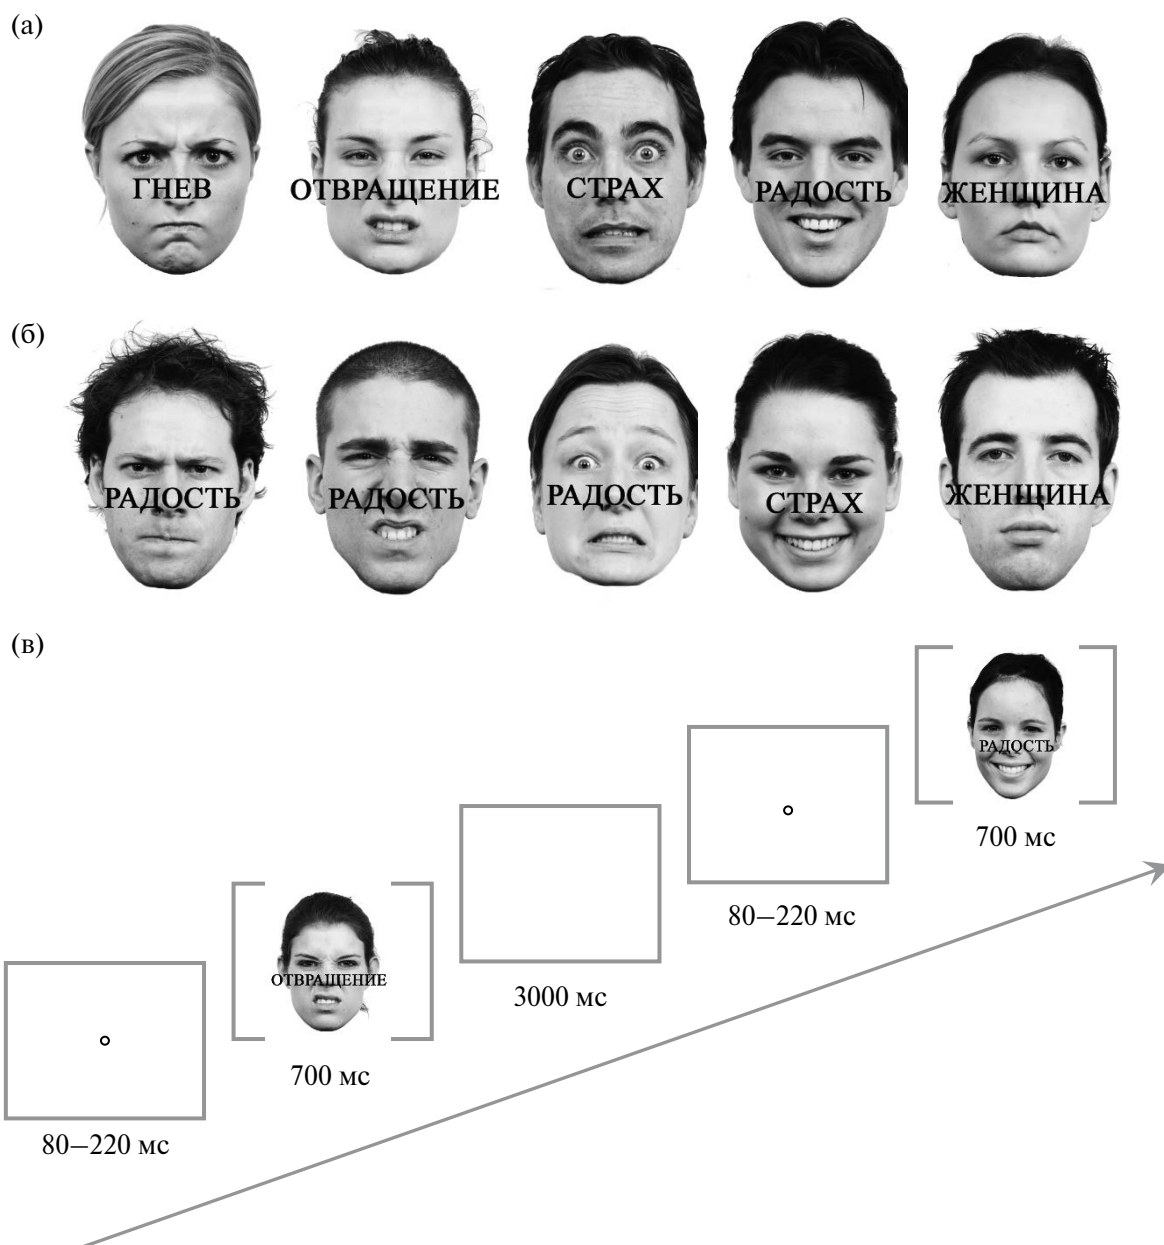 (а)
ГНЕВ ОТВРАЩЕНИЕ СТРАХ РАДОСТЬ ЖЕНЩИНА
(б)
РАДОСТЬ РАДОСТЬ РАДОСТЬ СТРАХ ЖЕНЩИНА
(в)
РАДОСТЬ
700 мс
80–220 мс
ОТВРАЩЕНИЕ
3000 мс
700 мс
80–220 мс